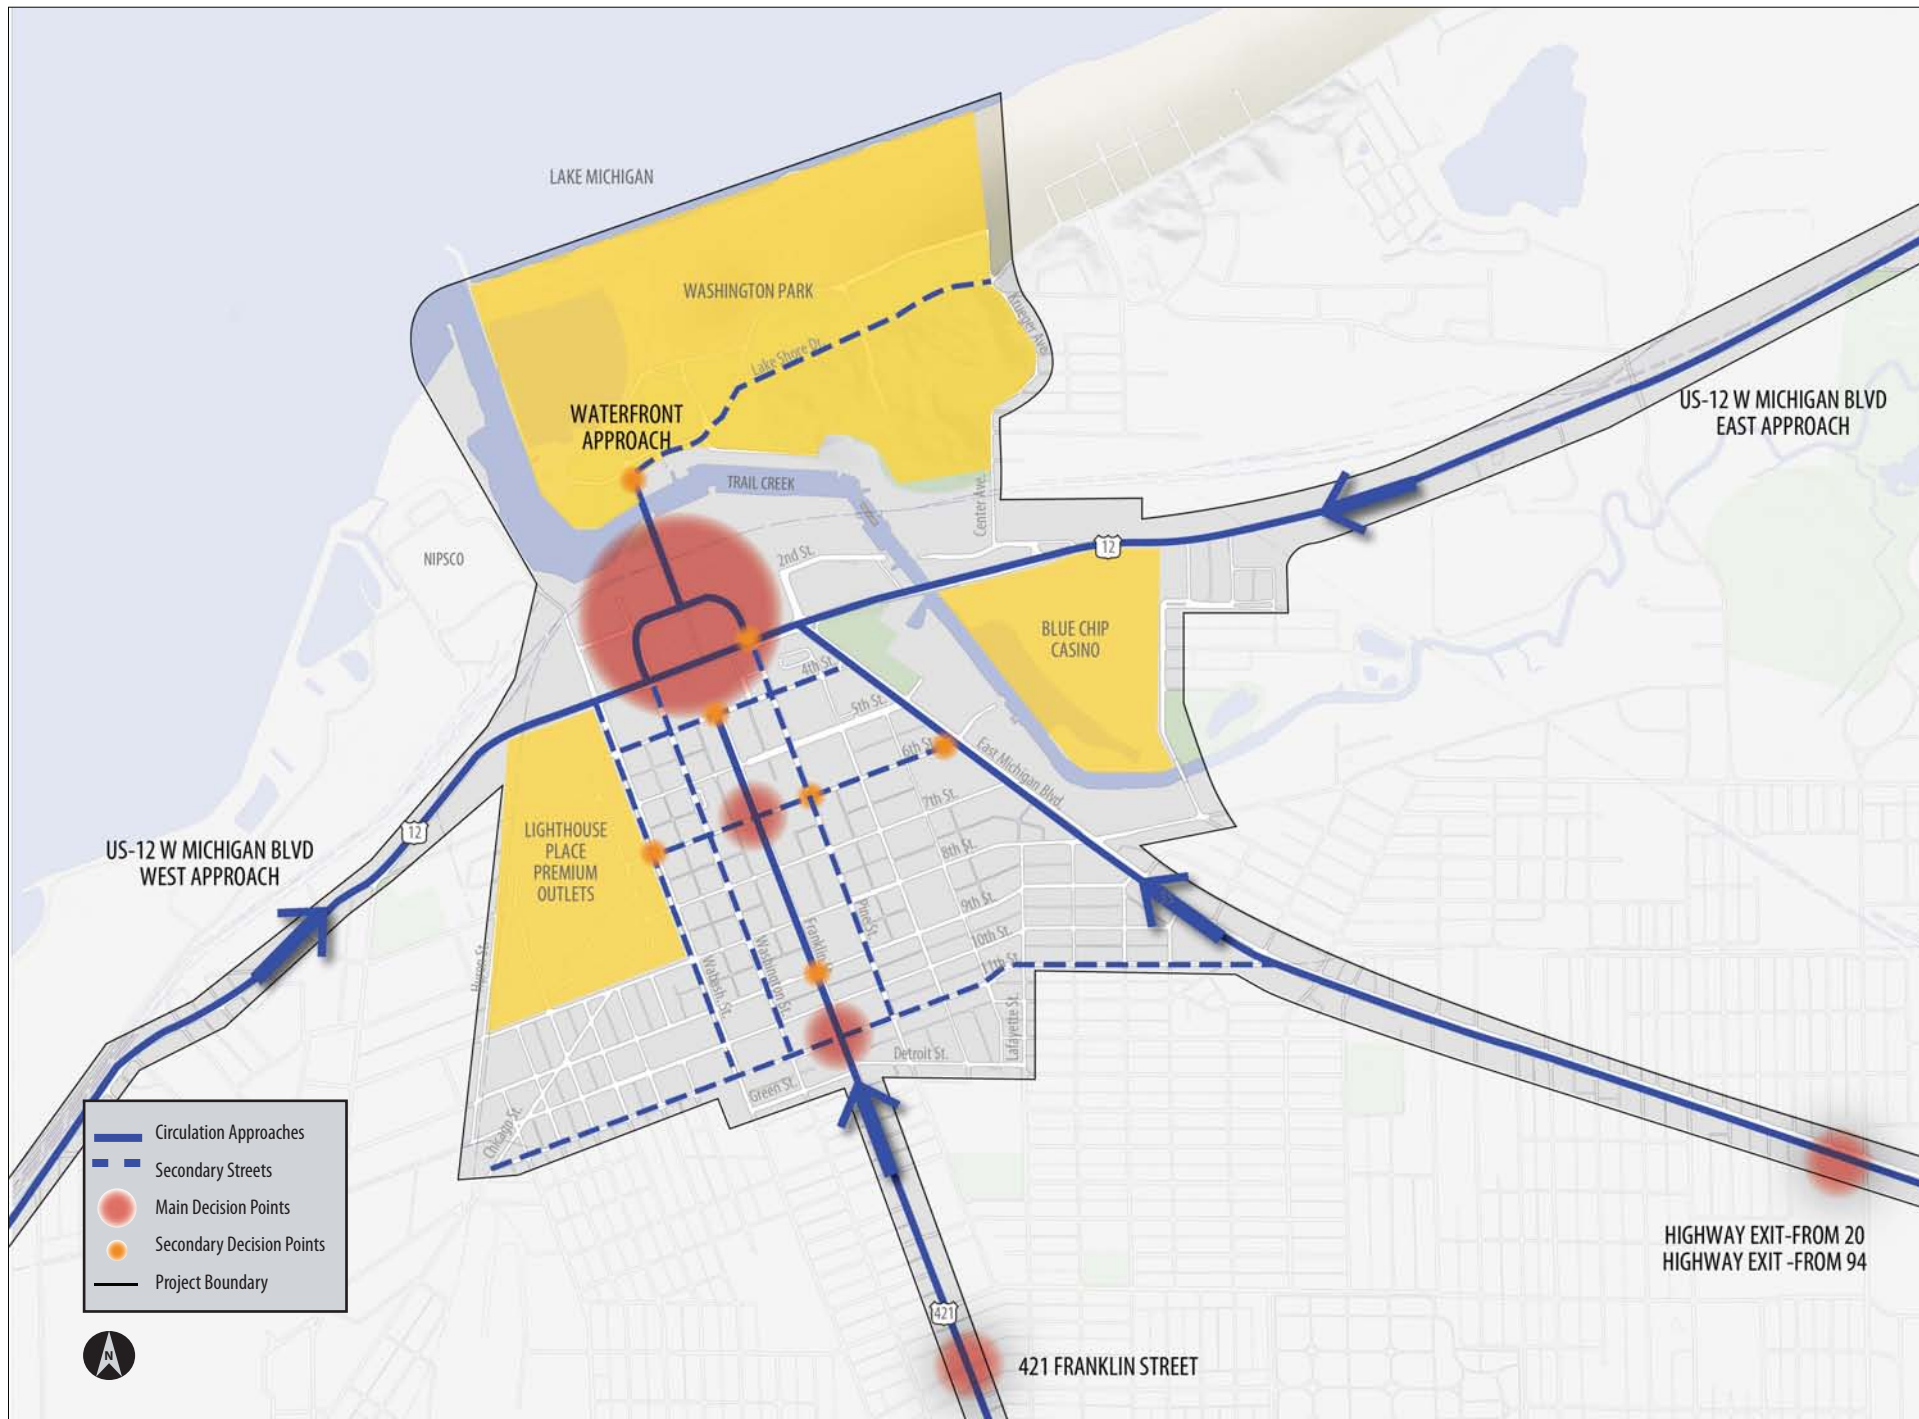 LAKE MICHIGAN
WASHINGTON PARK
Krueger Ave.
Lake Shore Dr.
WATERFRONT
APPROACH
US-12 W MICHIGAN BLVD
EAST APPROACH
TRAIL CREEK
Center Ave.
NIPSCO
2nd St.
12
BLUE CHIP
CASINO
4th St.
5th St.
6th St.
East Michigan Blvd.
7th St.
12
LIGHTHOUSE
PLACE
PREMIUM
OUTLETS
US-12 W MICHIGAN BLVD
WEST APPROACH
8th St.
9th St.
10th St.
11th St.
Huron St.
Wabash St.
Washington St.
Franklin St.
Pine St.
Lafayette St.
Detroit St.
Green St.
Chicago St.
Circulation Approaches
Secondary Streets
Main Decision Points
Secondary Decision Points
Project Boundary
N
HIGHWAY EXIT-FROM 20
HIGHWAY EXIT -FROM 94
421
421 FRANKLIN STREET